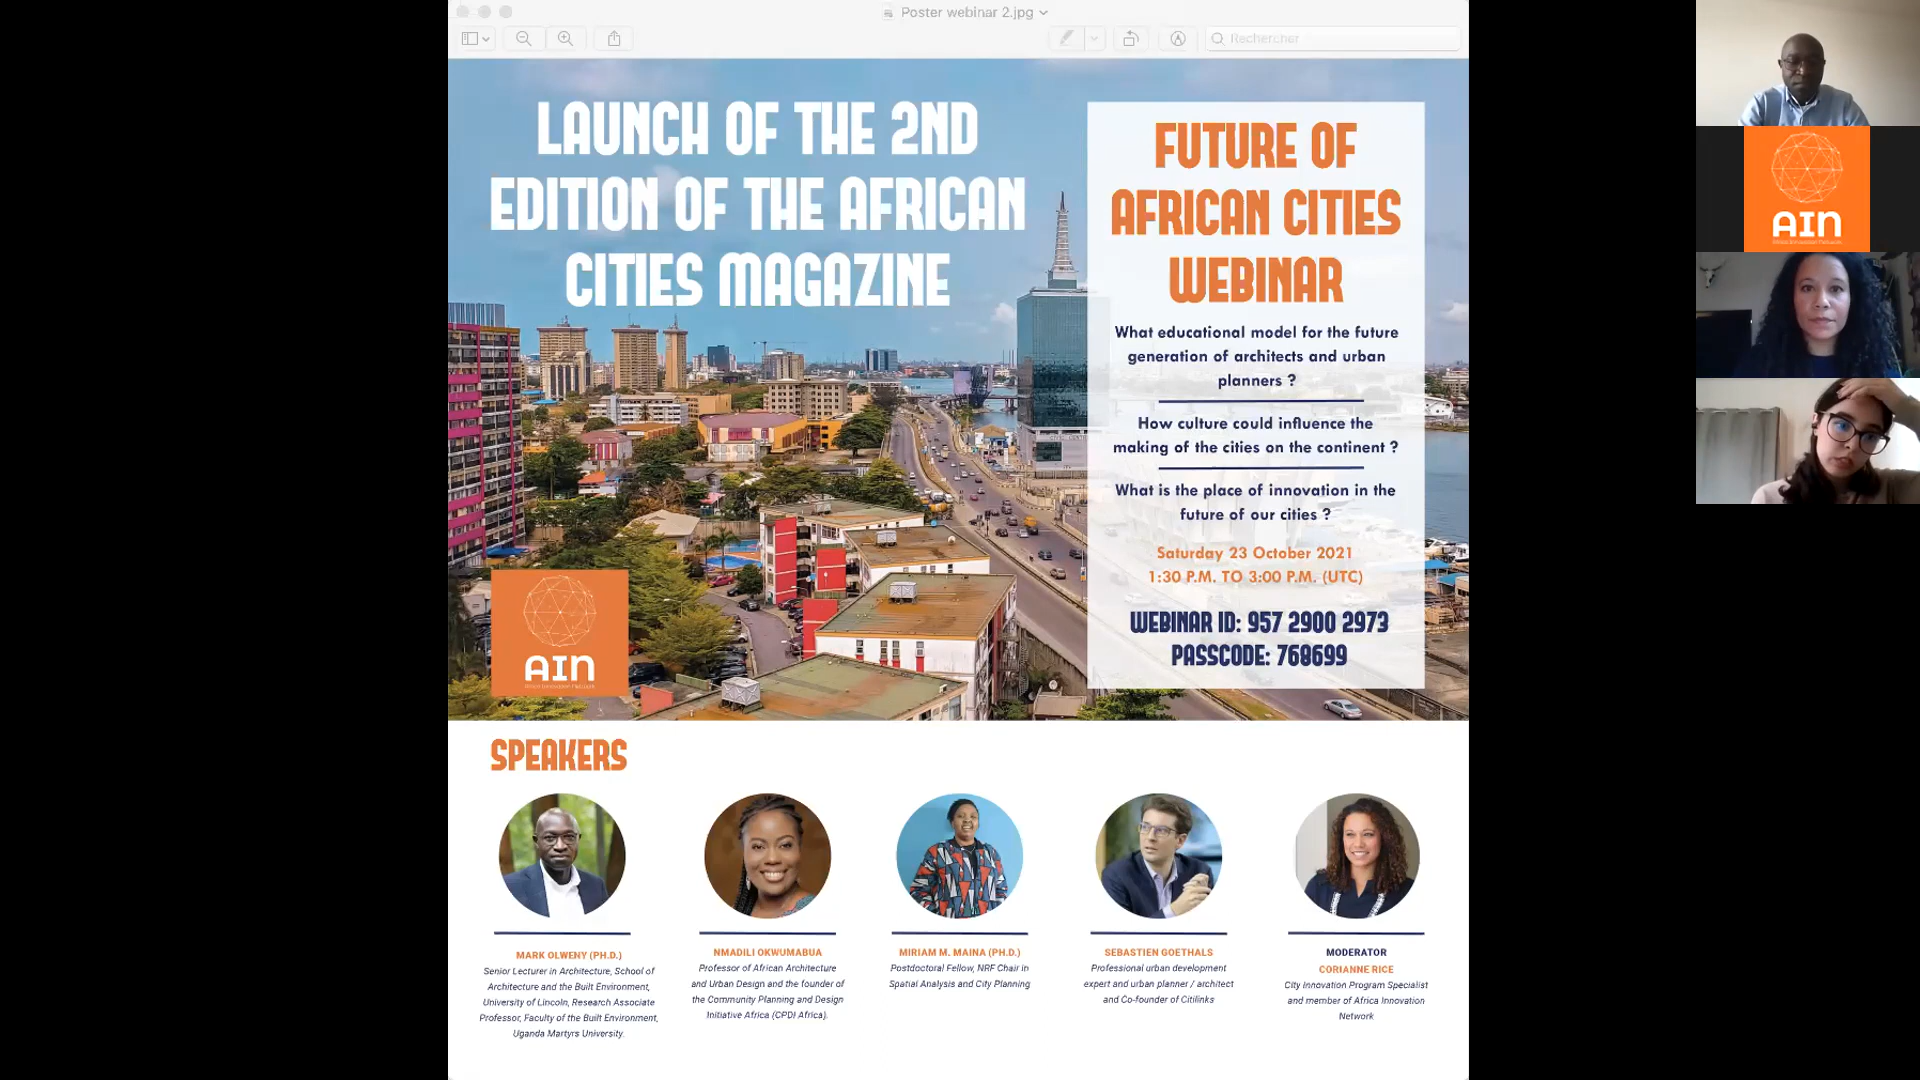 Poster webinar 2.jpg
Rechercher
LAUNCH OF THE 2ND
EDITION OF THE AFRICAN
CITIES MAGAZINE
FUTURE OF
AFRICAN CITIES
WEBINAR
What educational model for the future
generation of architects and urban
planners ?
How culture could influence the
making of the cities on the continent ?
What is the place of innovation in the
future of our cities ?
Saturday 23 October 2021
1:30 P.M. TO 3:00 P.M. (UTC)
WEBINAR ID: 957 2900 2973
PASSCODE: 768699
AIN
Africa Innovation Network
SPEAKERS
MARK OLWENY (PH.D.)
Senior Lecturer in Architecture, School of
Architecture and the Built Environment,
University of Lincoln, Research Associate
Professor, Faculty of the Built Environment,
Uganda Martyrs University.
NMADILI OKWUMABUA
Professor of African Architecture
and Urban Design and the founder of
the Community Planning and Design
Initiative Africa (CPDI Africa).
MIRIAM M. MAINA (PH.D.)
Postdoctoral Fellow, NRF Chair in
Spatial Analysis and City Planning
SEBASTIEN GOETHALS
Professional urban development
expert and urban planner / architect
and Co-founder of Citilinks
MODERATOR
CORIANNE RICE
City Innovation Program Specialist
and member of Africa Innovation
Network
AIN
Africa Innovation Network